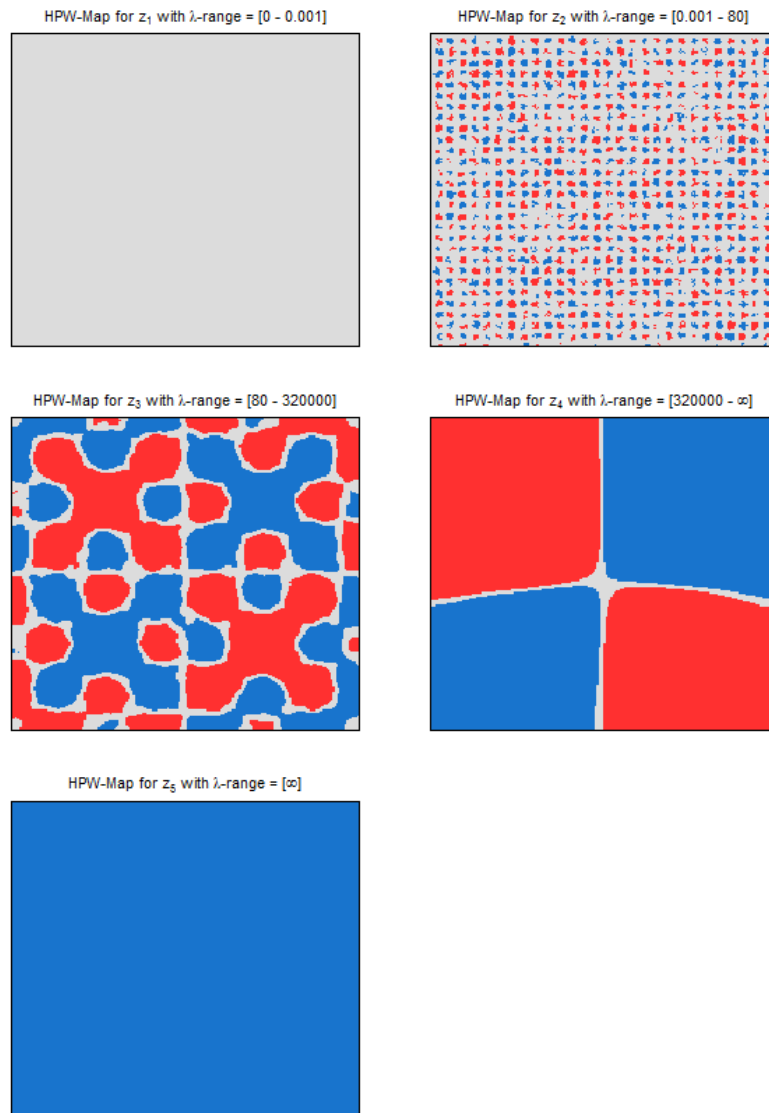 HPW-Map for z₁ with λ-range = [0 - 0.001]
HPW-Map for z₂ with λ-range = [0.001 - 80]
HPW-Map for z₃ with λ-range = [80 - 320000]
HPW-Map for z₄ with λ-range = [320000 - ∞]
HPW-Map for z₅ with λ-range = [∞]